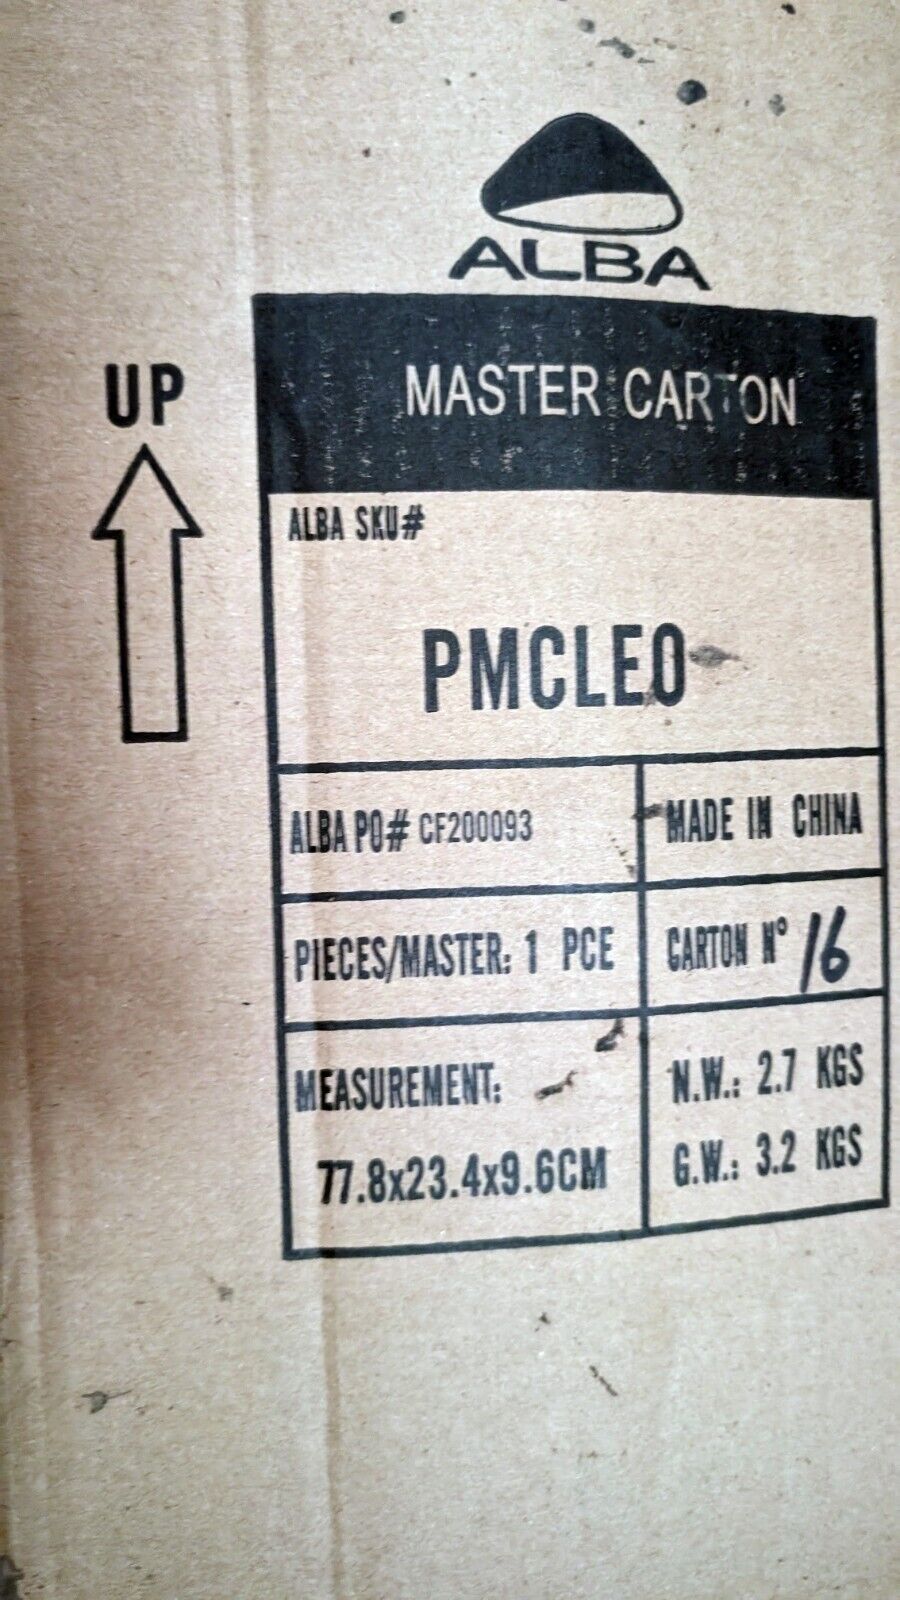 ALBA
MASTER CARTON
UP
ALBA SKU#
PMCLEO
ALBA PO# CF200093
MADE IN CHINA
PIECES/MASTER: 1 PCE
CARTON Nº 16
MEASUREMENT:
77.8x23.4x9.6CM
N.W.: 2.7 KGS
G.W.: 3.2 KGS